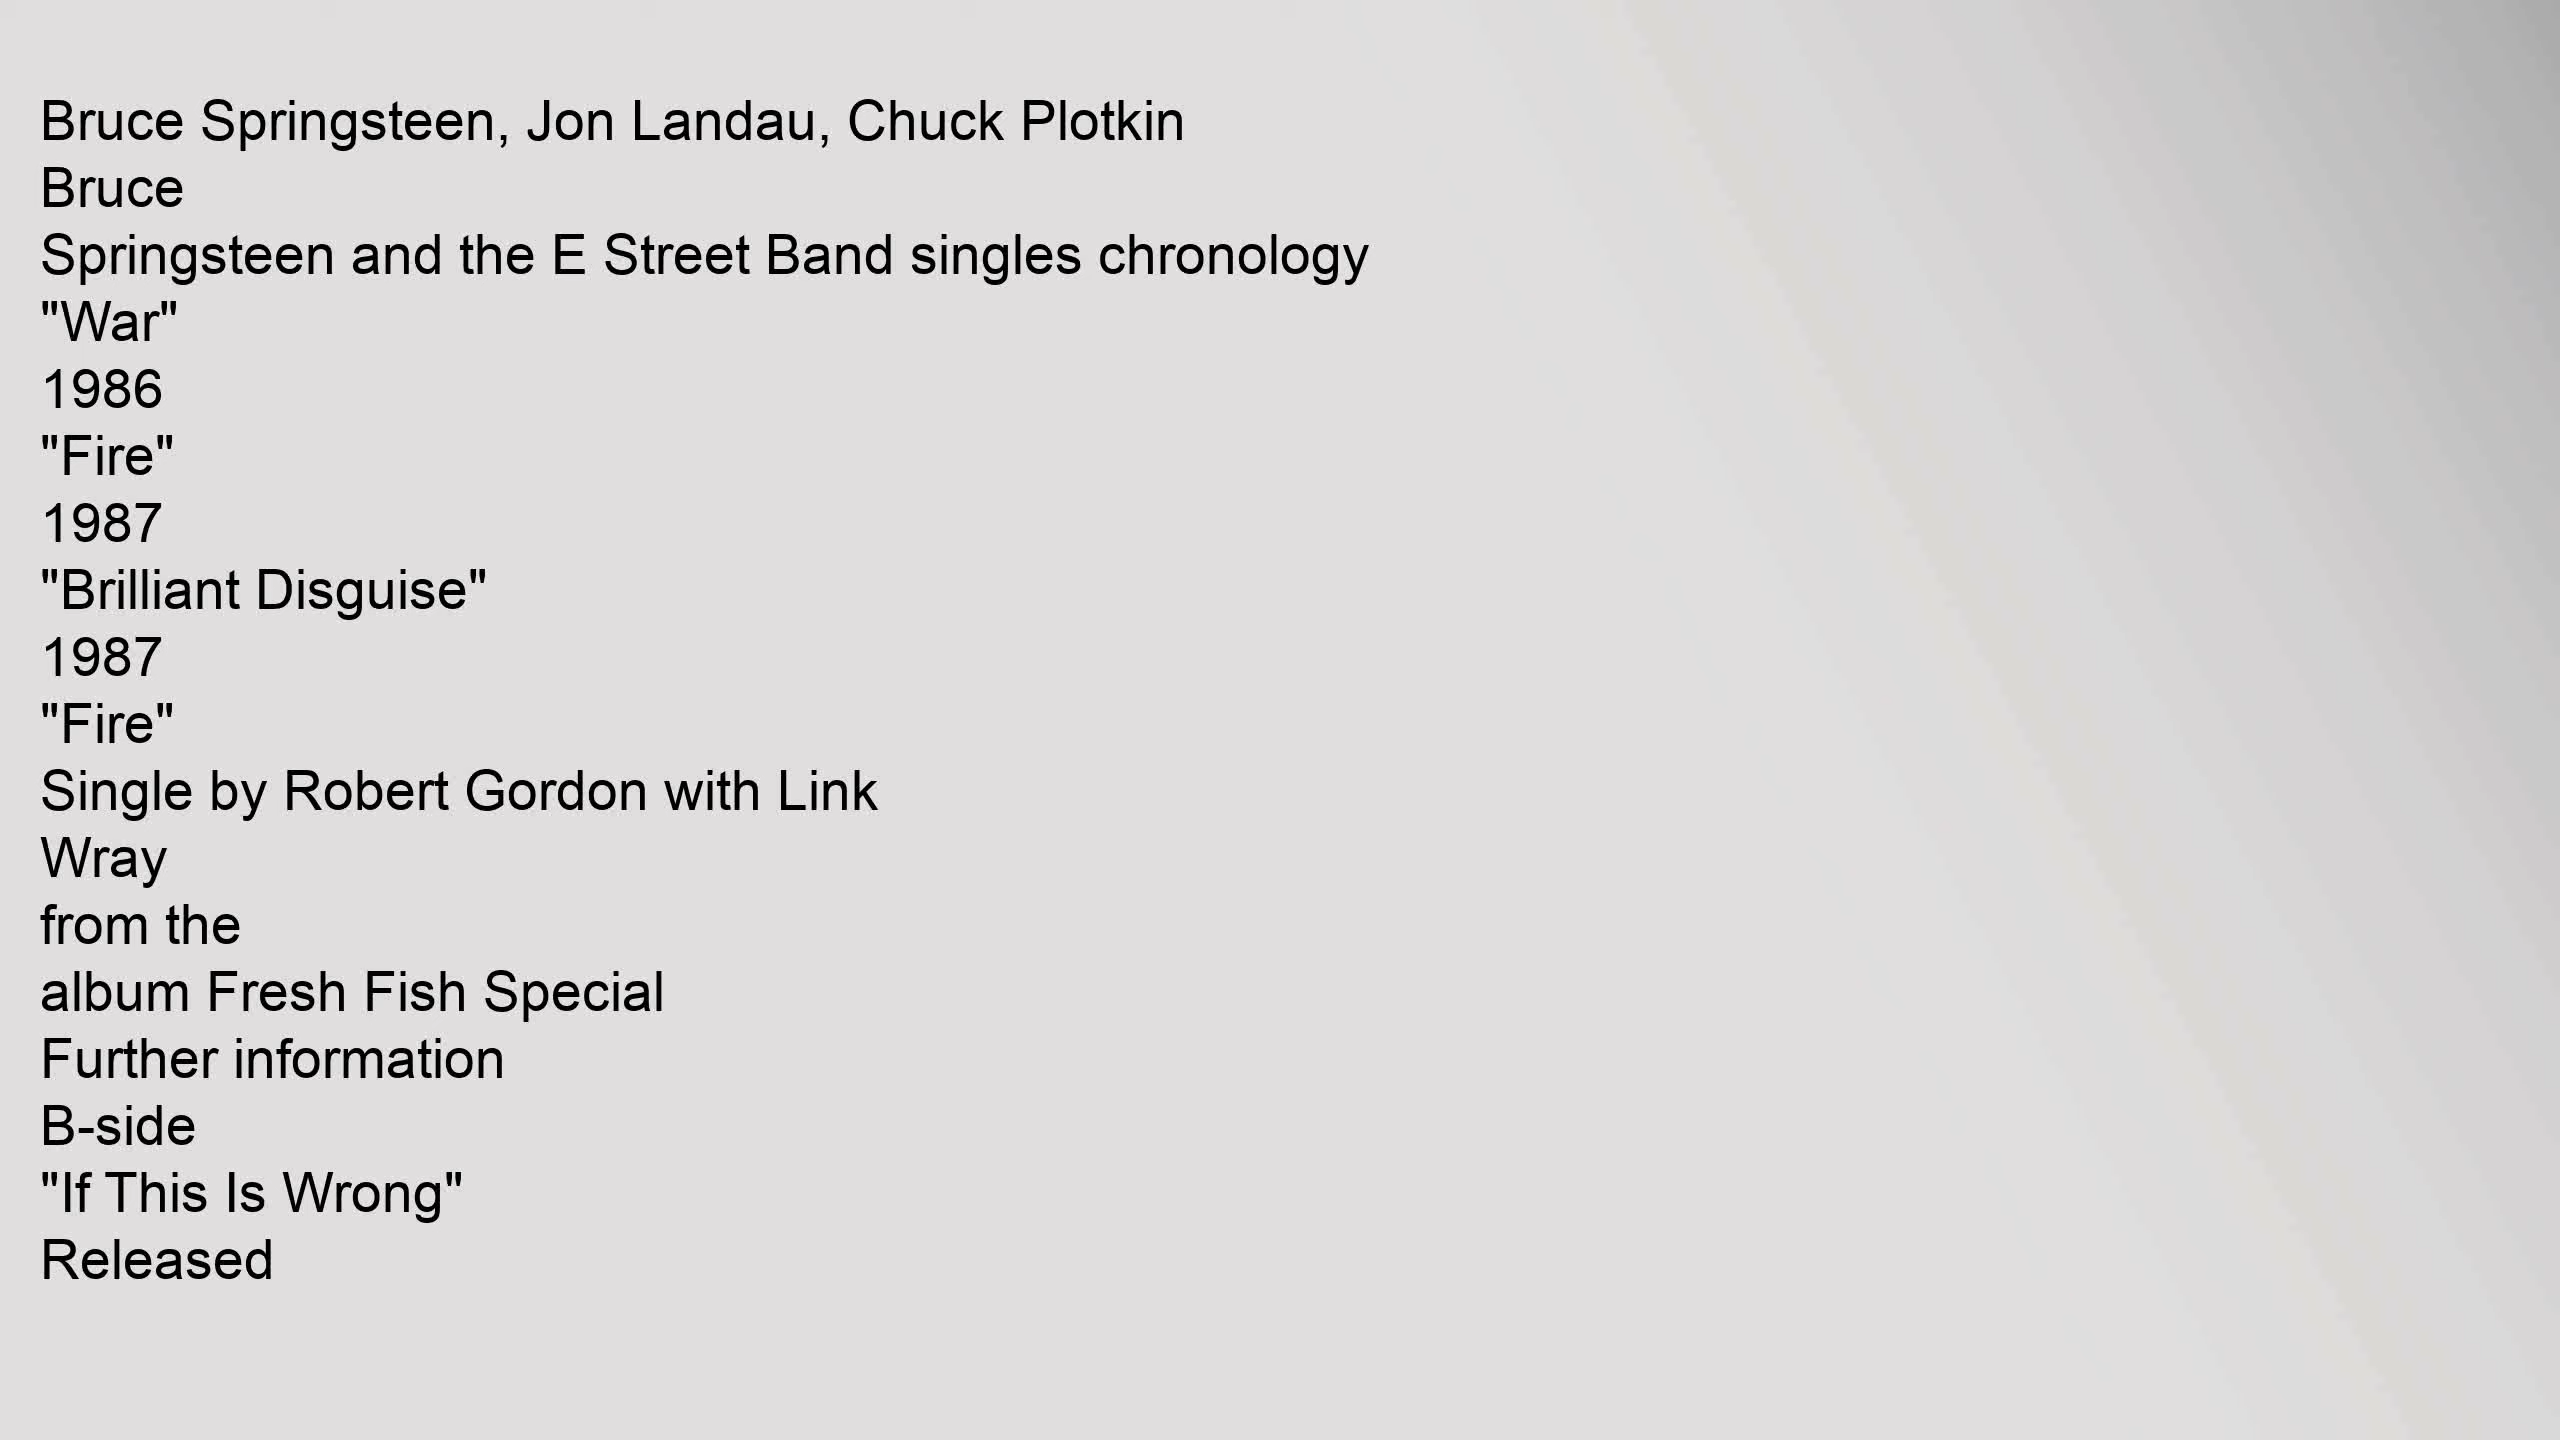 Bruce Springsteen, Jon Landau, Chuck Plotkin
Bruce
Springsteen and the E Street Band singles chronology
"War"
1986
"Fire"
1987
"Brilliant Disguise"
1987
"Fire"
Single by Robert Gordon with Link
Wray
from the
album Fresh Fish Special
Further information
B-side
"If This Is Wrong"
Released